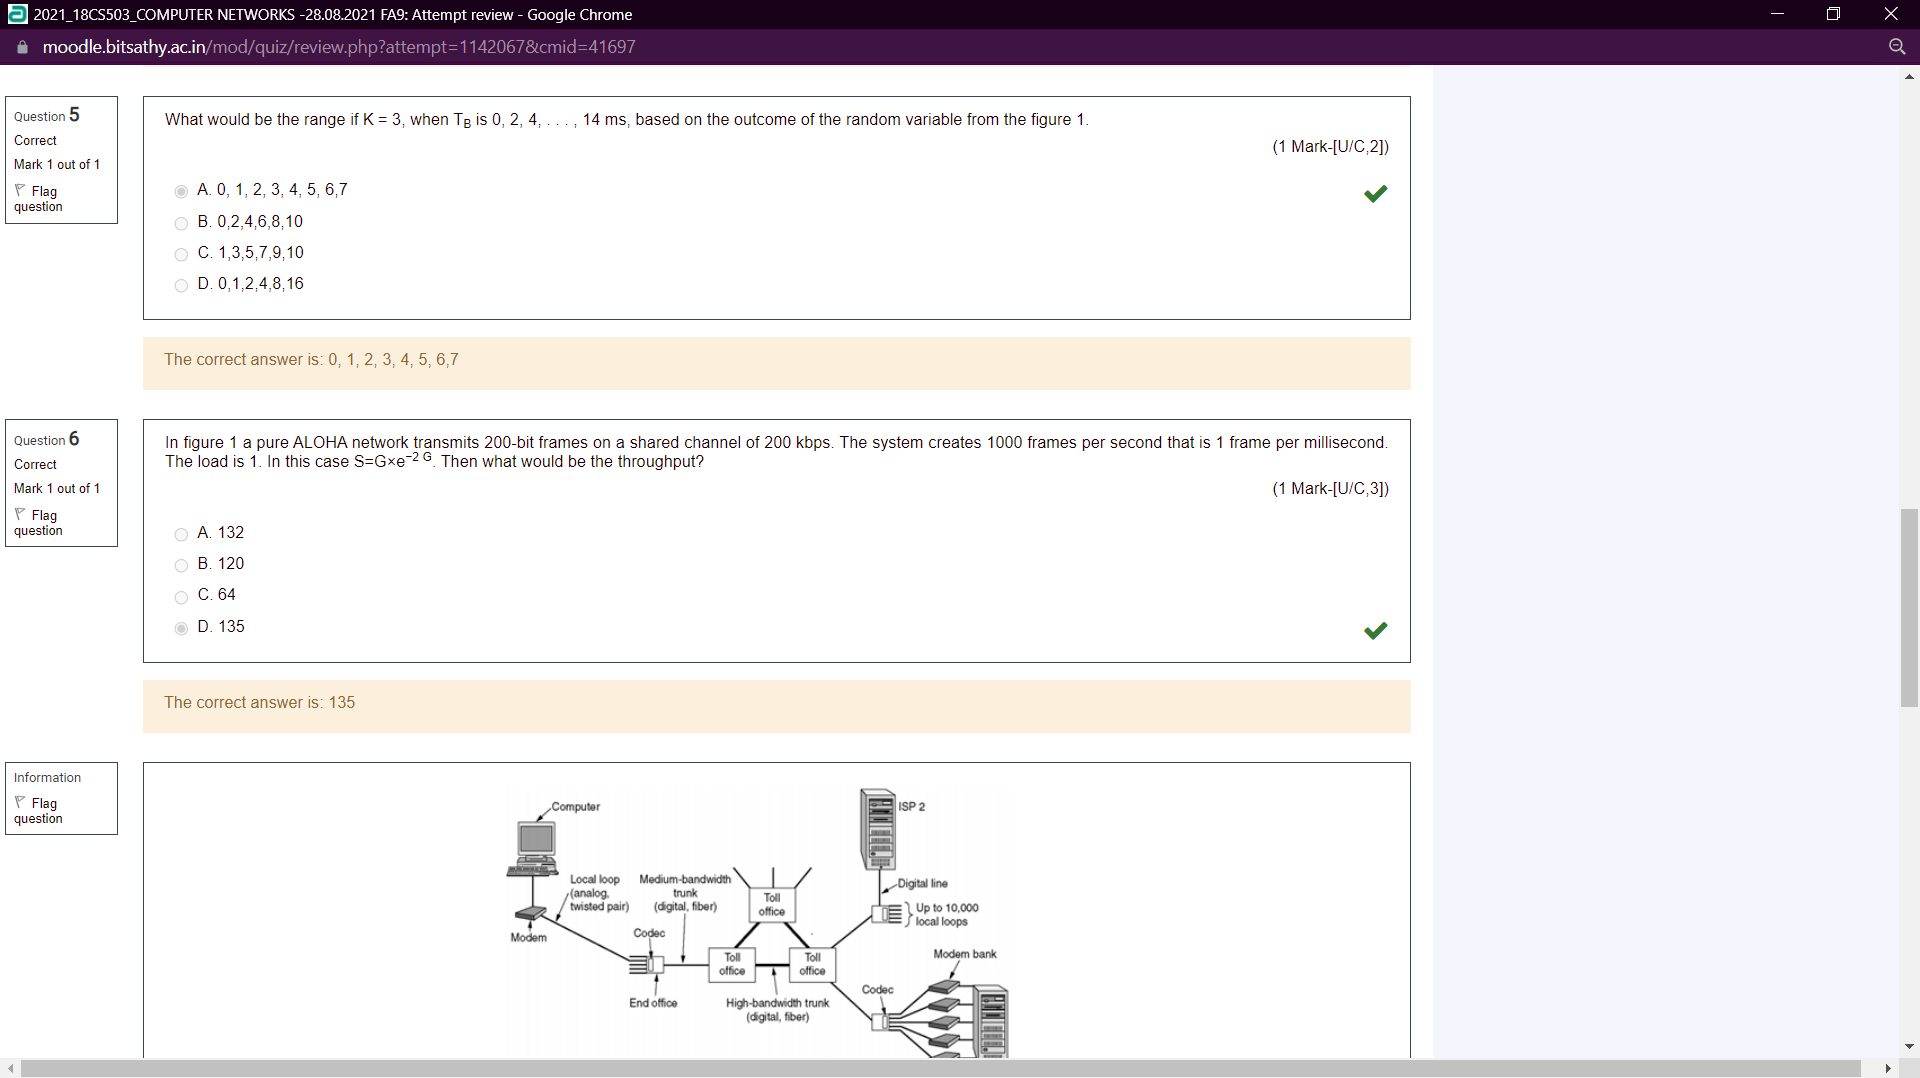 2021_18CS503_COMPUTER NETWORKS -28.08.2021 FA9: Attempt review - Google Chrome
moodle.bitsathy.ac.in/mod/quiz/review.php?attempt=1142067&cmid=41697
Question 5
Correct
Mark 1 out of 1
Flag
question
What would be the range if K = 3, when TB is 0, 2, 4, . . . , 14 ms, based on the outcome of the random variable from the figure 1.
(1 Mark-[U/C,2])
A. 0, 1, 2, 3, 4, 5, 6,7
B. 0,2,4,6,8,10
C. 1,3,5,7,9,10
D. 0,1,2,4,8,16
The correct answer is: 0, 1, 2, 3, 4, 5, 6,7
Question 6
Correct
Mark 1 out of 1
Flag
question
In figure 1 a pure ALOHA network transmits 200-bit frames on a shared channel of 200 kbps. The system creates 1000 frames per second that is 1 frame per millisecond.
The load is 1. In this case S=G×e−2 G. Then what would be the throughput?
(1 Mark-[U/C,3])
A. 132
B. 120
C. 64
D. 135
The correct answer is: 135
Information
Flag
question
Computer
ISP 2
Local loop
(analog,
twisted pair)
Medium-bandwidth
trunk
(digital, fiber)
Toll
office
Digital line
Up to 10,000
local loops
Modem
Codec
Toll
office
Toll
office
Modem bank
End office
High-bandwidth trunk
(digital, fiber)
Codec